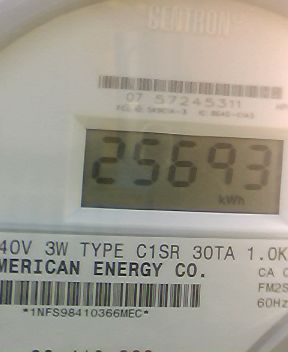 CENTRON
07 57245311
25693
kWh
40V 3W TYPE C1SR 30TA 1.0K
MERICAN ENERGY CO.
CA 0
FM2S
60Hz
*1NFS98410366MEC*